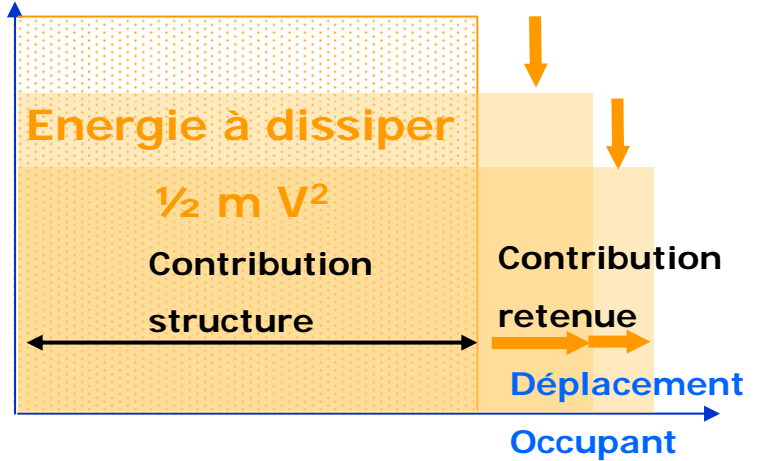 Energie à dissiper
½ m V²
Contribution
structure
Contribution
retenue
Déplacement
Occupant